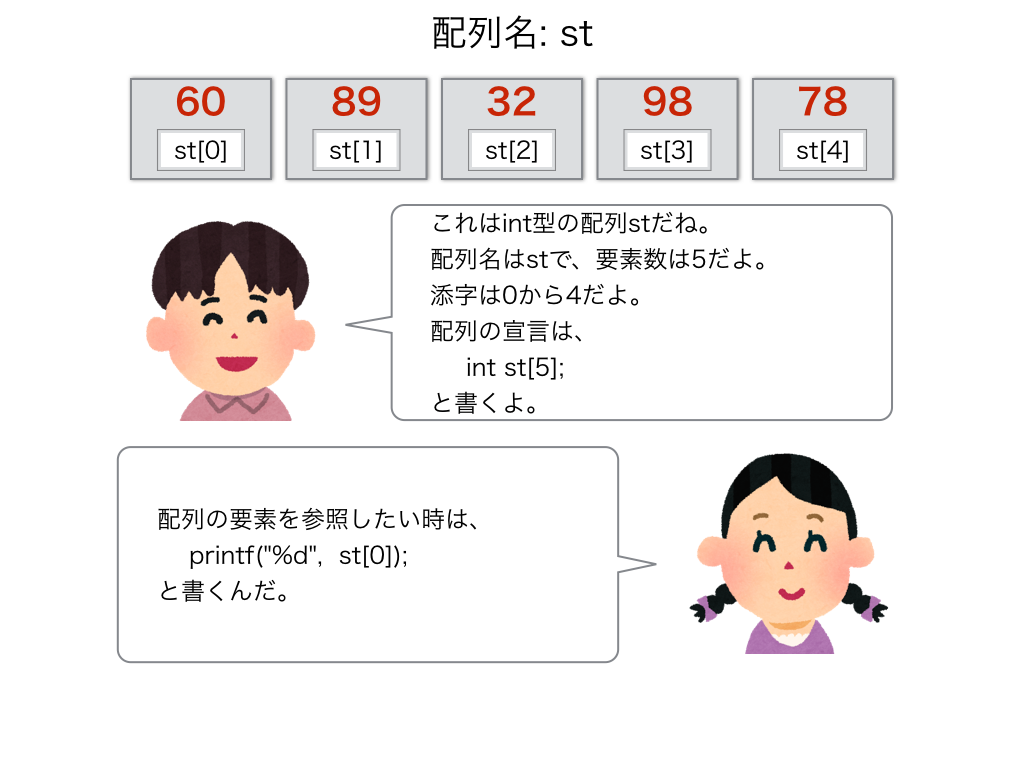 配列名: st
60 89 32 98 78
st[0] st[1] st[2] st[3] st[4]
これはint型の配列stだね。
配列名はstで、要素数は5だよ。
添字は0から4だよ。
配列の宣言は、
int st[5];
と書くよ。
配列の要素を参照したい時は、
printf("%d", st[0]);
と書くんだ。